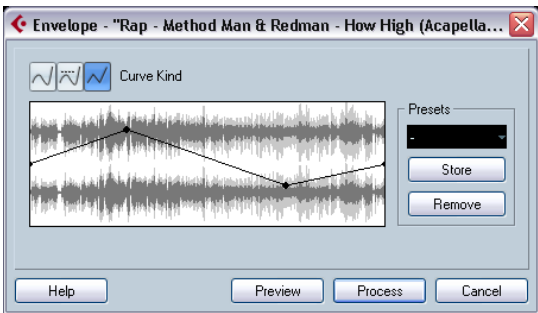 Envelope - "Rap - Method Man & Redman - How High (Acapella...
Curve Kind
Presets
-
Store
Remove
Help
Preview
Process
Cancel